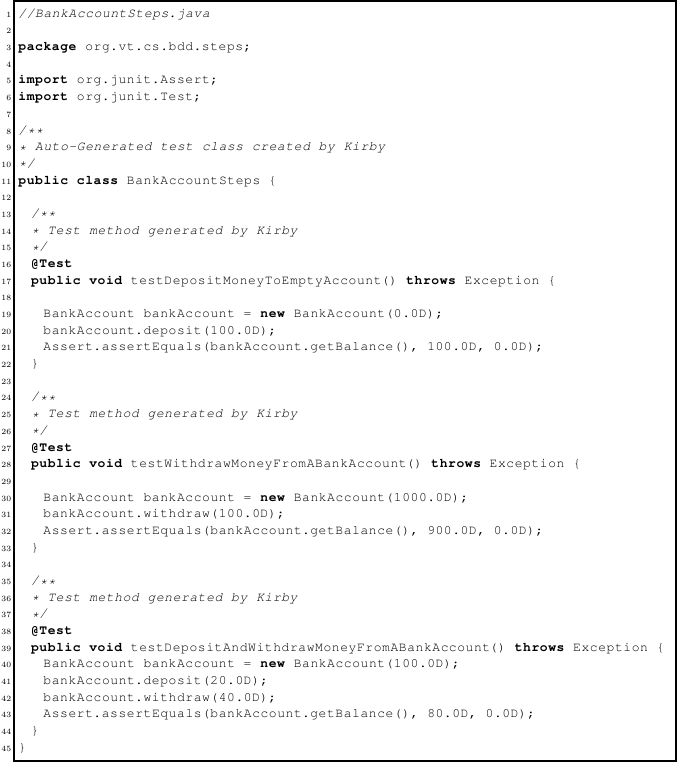 1 //BankAccountSteps.java
2
3 package org.vt.cs.bdd.steps;
4
5 import org.junit.Assert;
6 import org.junit.Test;
7
8 /**
9 * Auto-Generated test class created by Kirby
10 */
11 public class BankAccountSteps {
12
13 /**
14 * Test method generated by Kirby
15 */
16 @Test
17 public void testDepositMoneyToEmptyAccount() throws Exception {
18
19 BankAccount bankAccount = new BankAccount(0.0D);
20 bankAccount.deposit(100.0D);
21 Assert.assertEquals(bankAccount.getBalance(), 100.0D, 0.0D);
22 }
23
24 /**
25 * Test method generated by Kirby
26 */
27 @Test
28 public void testWithdrawMoneyFromABankAccount() throws Exception {
29
30 BankAccount bankAccount = new BankAccount(1000.0D);
31 bankAccount.withdraw(100.0D);
32 Assert.assertEquals(bankAccount.getBalance(), 900.0D, 0.0D);
33 }
34
35 /**
36 * Test method generated by Kirby
37 */
38 @Test
39 public void testDepositAndWithdrawMoneyFromABankAccount() throws Exception {
40 BankAccount bankAccount = new BankAccount(100.0D);
41 bankAccount.deposit(20.0D);
42 bankAccount.withdraw(40.0D);
43 Assert.assertEquals(bankAccount.getBalance(), 80.0D, 0.0D);
44 }
45 }